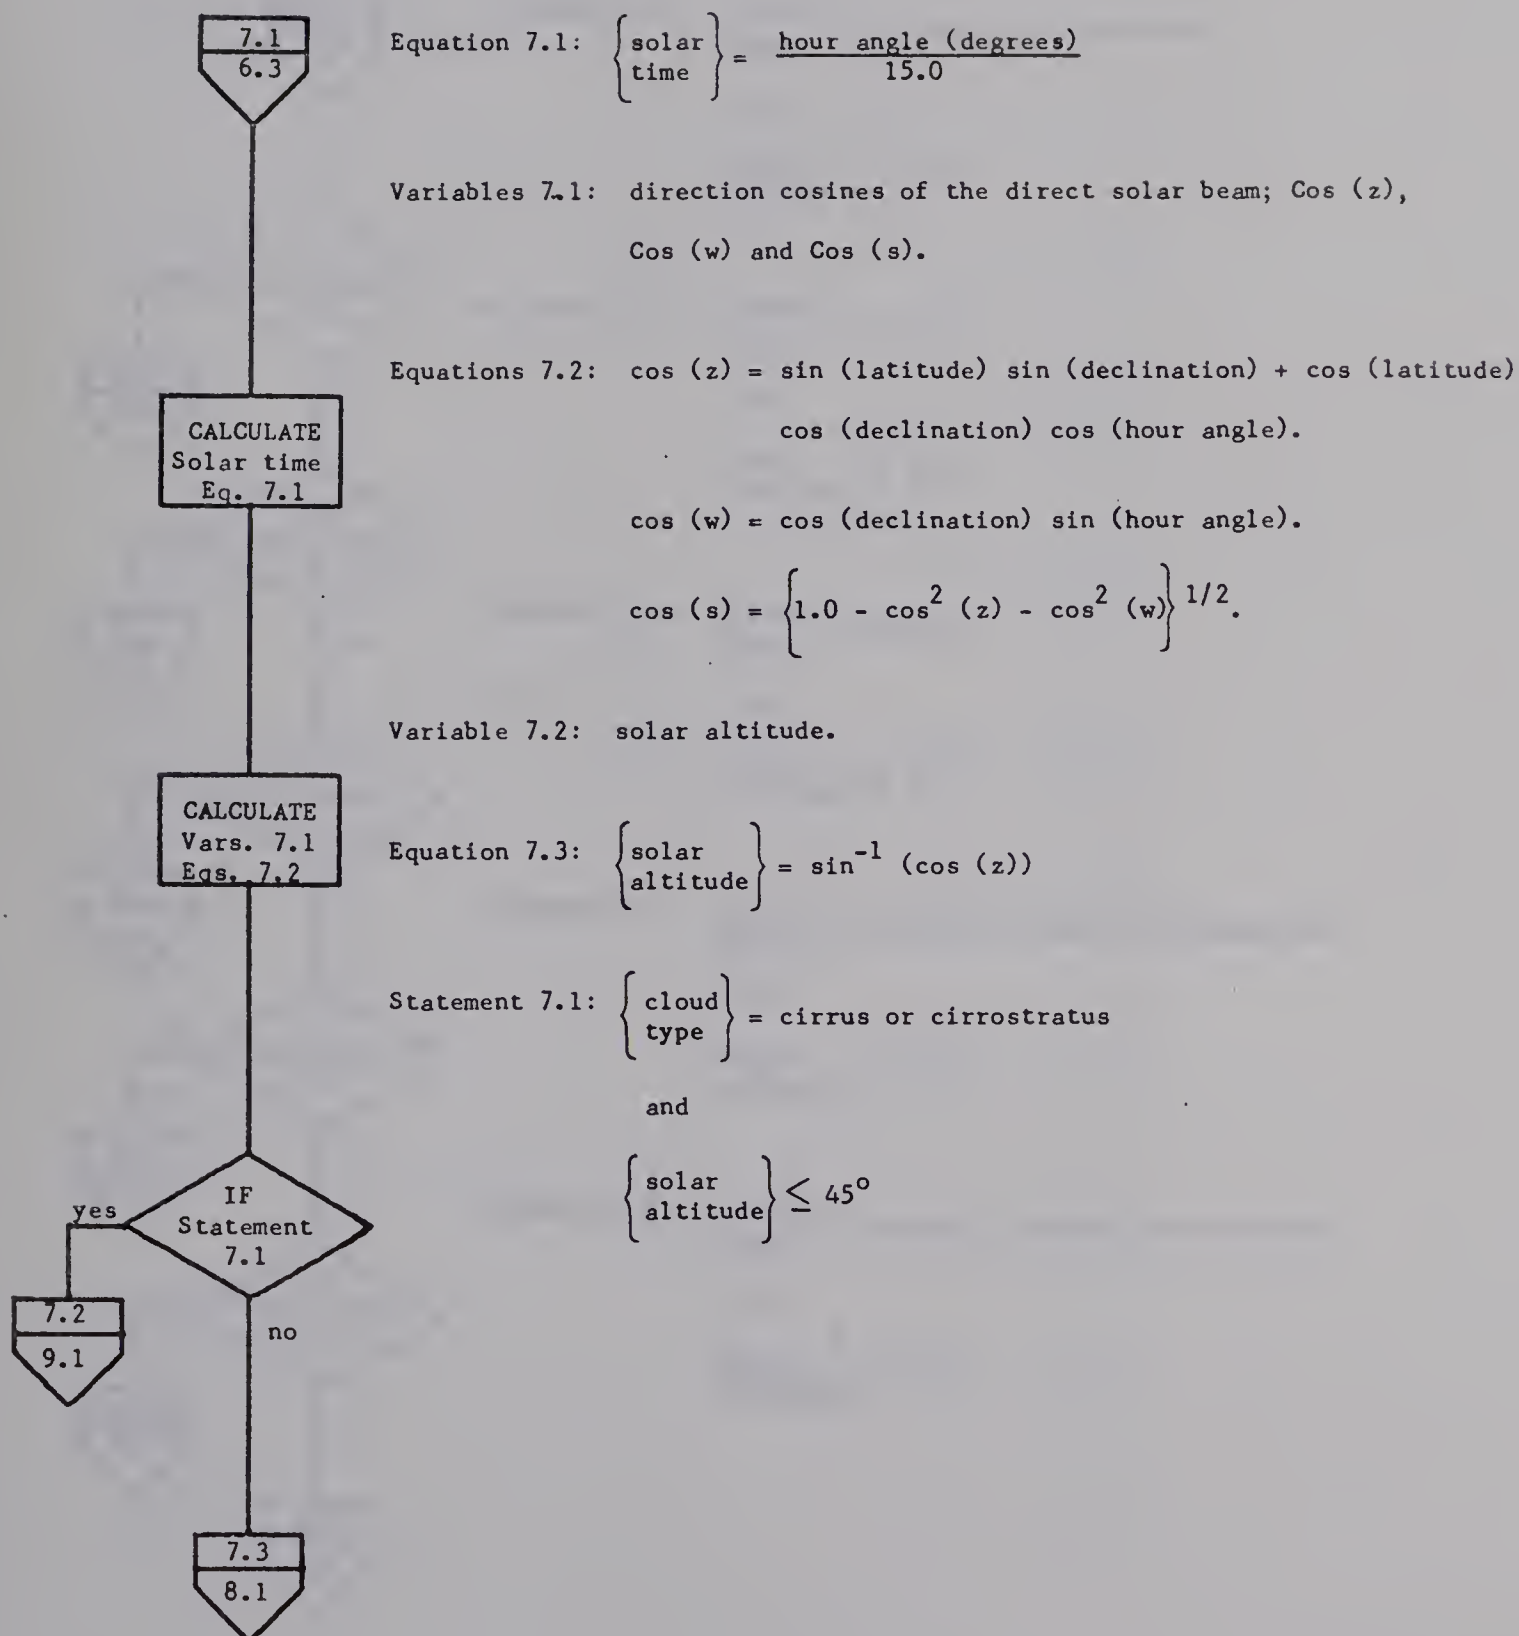 7.1
6.3
Equation 7.1: {solar time} = hour angle (degrees) / 15.0
Variables 7.1: direction cosines of the direct solar beam; Cos (z),
Cos (w) and Cos (s).
Equations 7.2: cos (z) = sin (latitude) sin (declination) + cos (latitude)
cos (declination) cos (hour angle).
CALCULATE
Solar time
Eq. 7.1
cos (w) = cos (declination) sin (hour angle).
cos (s) = {1.0 - cos² (z) - cos² (w)} 1/2.
Variable 7.2: solar altitude.
CALCULATE
Vars. 7.1
Eqs. 7.2
Equation 7.3: {solar altitude} = sin⁻¹ (cos (z))
Statement 7.1: {cloud type} = cirrus or cirrostratus
and
{solar altitude} ≤ 45°
IF
Statement
7.1
yes
7.2
9.1
no
7.3
8.1